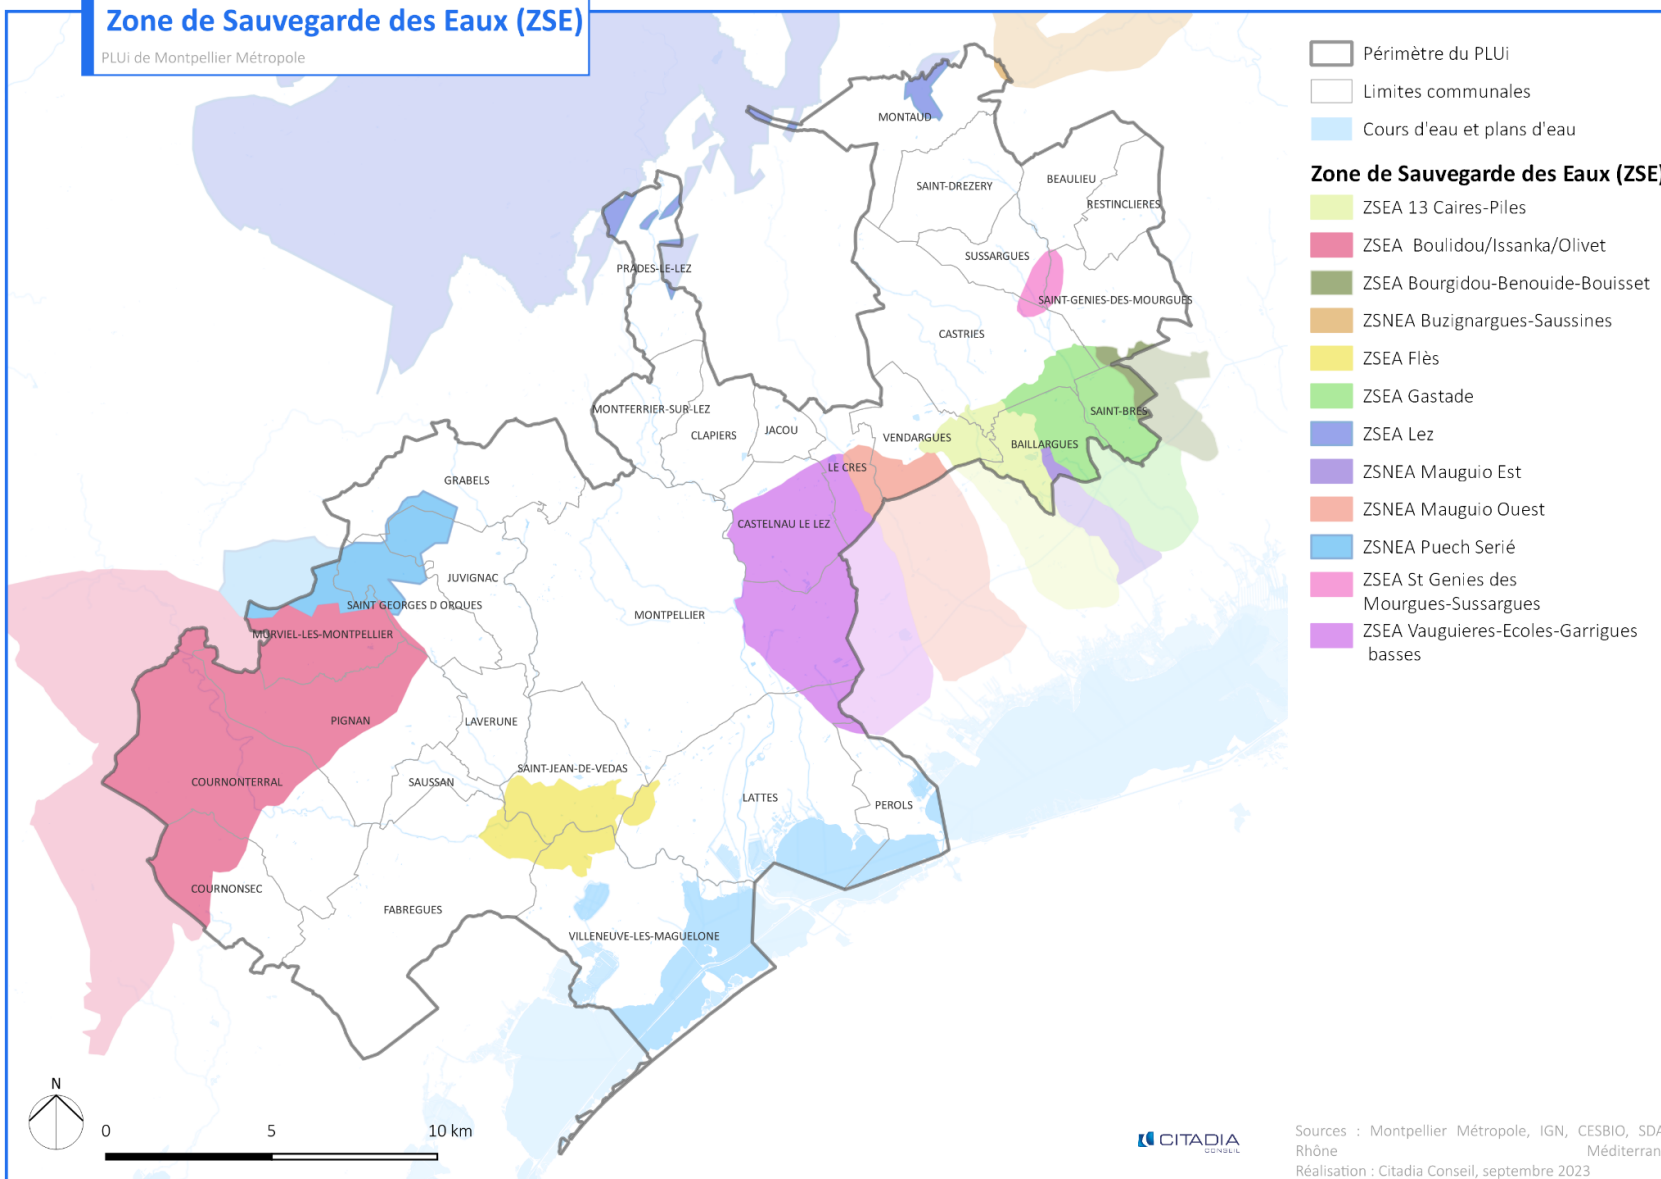 Zone de Sauvegarde des Eaux (ZSE)
PLUi de Montpellier Métropole
Périmètre du PLUi
Limites communales
Cours d'eau et plans d'eau
Zone de Sauvegarde des Eaux (ZSE)
ZSEA 13 Caires-Piles
ZSEA Boulidou/Issanka/Olivet
ZSEA Bourgidou-Benouide-Bouisset
ZSNEA Buzignargues-Saussines
ZSEA Flès
ZSEA Gastade
ZSEA Lez
ZSNEA Mauguio Est
ZSNEA Mauguio Ouest
ZSNEA Puech Serié
ZSEA St Genies des
Mourgues-Sussargues
ZSEA Vauguieres-Ecoles-Garrigues
basses
MONTAUD
SAINT-DREZERY
BEAULIEU
RESTINCLIERES
SUSSARGUES
PRADES-LE-LEZ
SAINT-GENIES-DES-MOURGUES
CASTRIES
MONTFERRIER-SUR-LEZ
CLAPIERS
JACOU
VENDARGUES
SAINT-BRES
BAILLARGUES
LE CRES
GRABELS
CASTELNAU LE LEZ
JUVIGNAC
SAINT GEORGES D ORQUES
MONTPELLIER
MURVIEL-LES-MONTPELLIER
PIGNAN
LAVERUNE
SAINT-JEAN-DE-VEDAS
COURNONTERRAL
SAUSSAN
LATTES
PEROLS
COURNONSEC
FABREGUES
VILLENEUVE-LES-MAGUELONE
N
0 5 10 km
CITADIA
CONSEIL
Sources : Montpellier Métropole, IGN, CESBIO, SDA
Rhône Méditerran
Réalisation : Citadia Conseil, septembre 2023